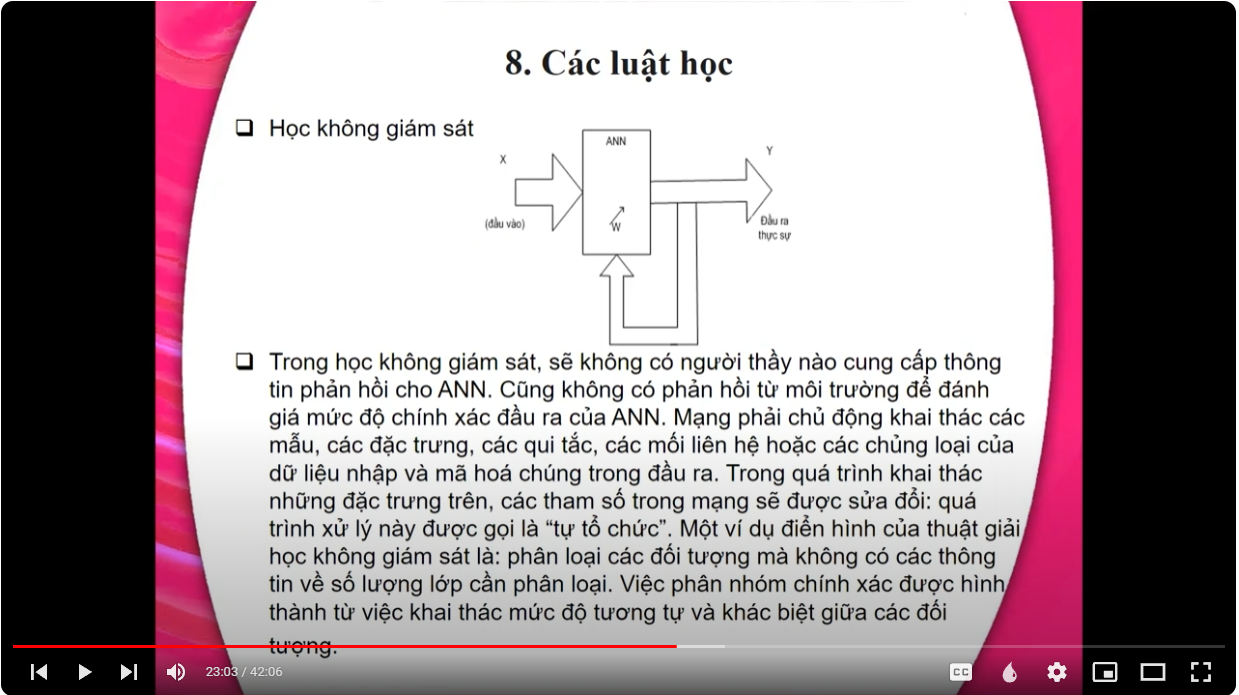 8. Các luật học
Học không giám sát
ANN
X
Y
(đầu vào)
W
Đầu ra
thực sự
Trong học không giám sát, sẽ không có người thầy nào cung cấp thông
tin phản hồi cho ANN. Cũng không có phản hồi từ môi trường để đánh
giá mức độ chính xác đầu ra của ANN. Mạng phải chủ động khai thác các
mẫu, các đặc trưng, các qui tắc, các mối liên hệ hoặc các chủng loại của
dữ liệu nhập và mã hoá chúng trong đầu ra. Trong quá trình khai thác
những đặc trưng trên, các tham số trong mạng sẽ được sửa đổi: quá
trình xử lý này được gọi là “tự tổ chức”. Một ví dụ điển hình của thuật giải
học không giám sát là: phân loại các đối tượng mà không có các thông
tin về số lượng lớp cần phân loại. Việc phân nhóm chính xác được hình
thành từ việc khai thác mức độ tương tự và khác biệt giữa các đối
tượng.
23:03 / 42:06
CC